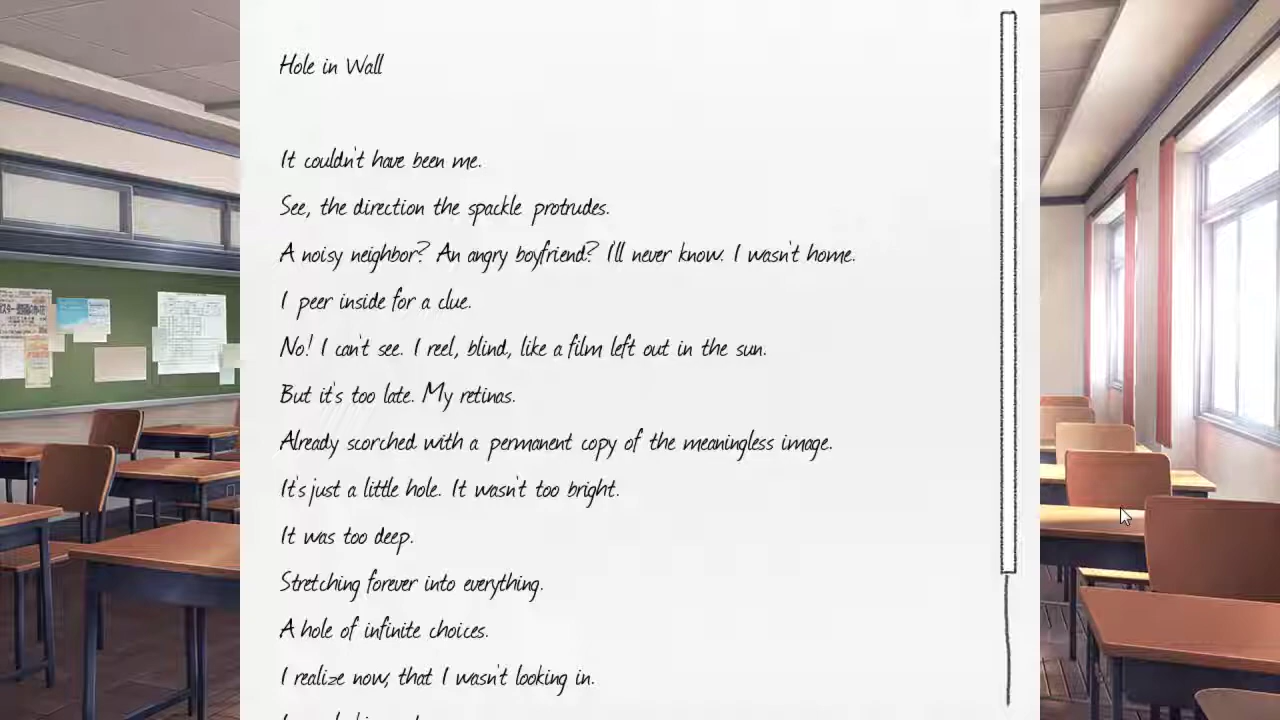 Hole in Wall
It couldn't have been me.
See, the direction the spackle protrudes.
A noisy neighbor? An angry boyfriend? I'll never know. I wasn't home.
I peer inside for a clue.
No! I can't see. I reel, blind, like a film left out in the sun.
But it's too late. My retinas.
Already scorched with a permanent copy of the meaningless image.
It's just a little hole. It wasn't too bright.
It was too deep.
Stretching forever into everything.
A hole of infinite choices.
I realize now, that I wasn't looking in.